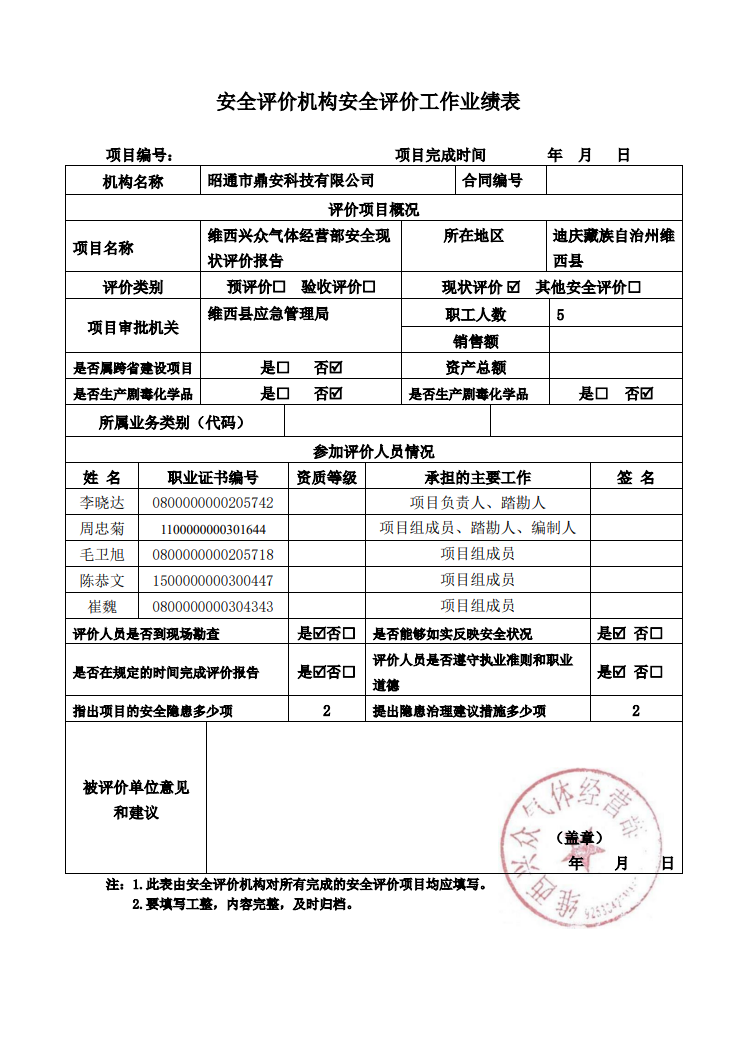 安全评价机构安全评价工作业绩表
项目编号： 项目完成时间 年 月 日
机构名称 昭通市鼎安科技有限公司 合同编号
评价项目概况
项目名称 维西兴众气体经营部安全现状评价报告 所在地区 迪庆藏族自治州维西县
评价类别 预评价☐ 验收评价☐ 现状评价☑ 其他安全评价☐
项目审批机关 维西县应急管理局 职工人数 5
销售额
是否属跨省建设项目 是☐ 否☑ 资产总额
是否生产剧毒化学品 是☐ 否☑ 是否生产剧毒化学品 是☐ 否☑
所属业务类别（代码）
参加评价人员情况
姓 名 职业证书编号 资质等级 承担的主要工作 签 名
李晓达 0800000000205742 项目负责人、踏勘人
周忠菊 1100000000301644 项目组成员、踏勘人、编制人
毛卫旭 0800000000205718 项目组成员
陈恭文 1500000000300447 项目组成员
崔魏 0800000000304343 项目组成员
评价人员是否到现场勘查 是☑否☐ 是否能够如实反映安全状况 是☑ 否☐
是否在规定的时间完成评价报告 是☑否☐ 评价人员是否遵守执业准则和职业道德 是☑ 否☐
指出项目的安全隐患多少项 2 提出隐患治理建议措施多少项 2
被评价单位意见
和建议
维西兴众气体经营部
（盖章）
年 月 日
注：1.此表由安全评价机构对所有完成的安全评价项目均应填写。
2.要填写工整，内容完整，及时归档。